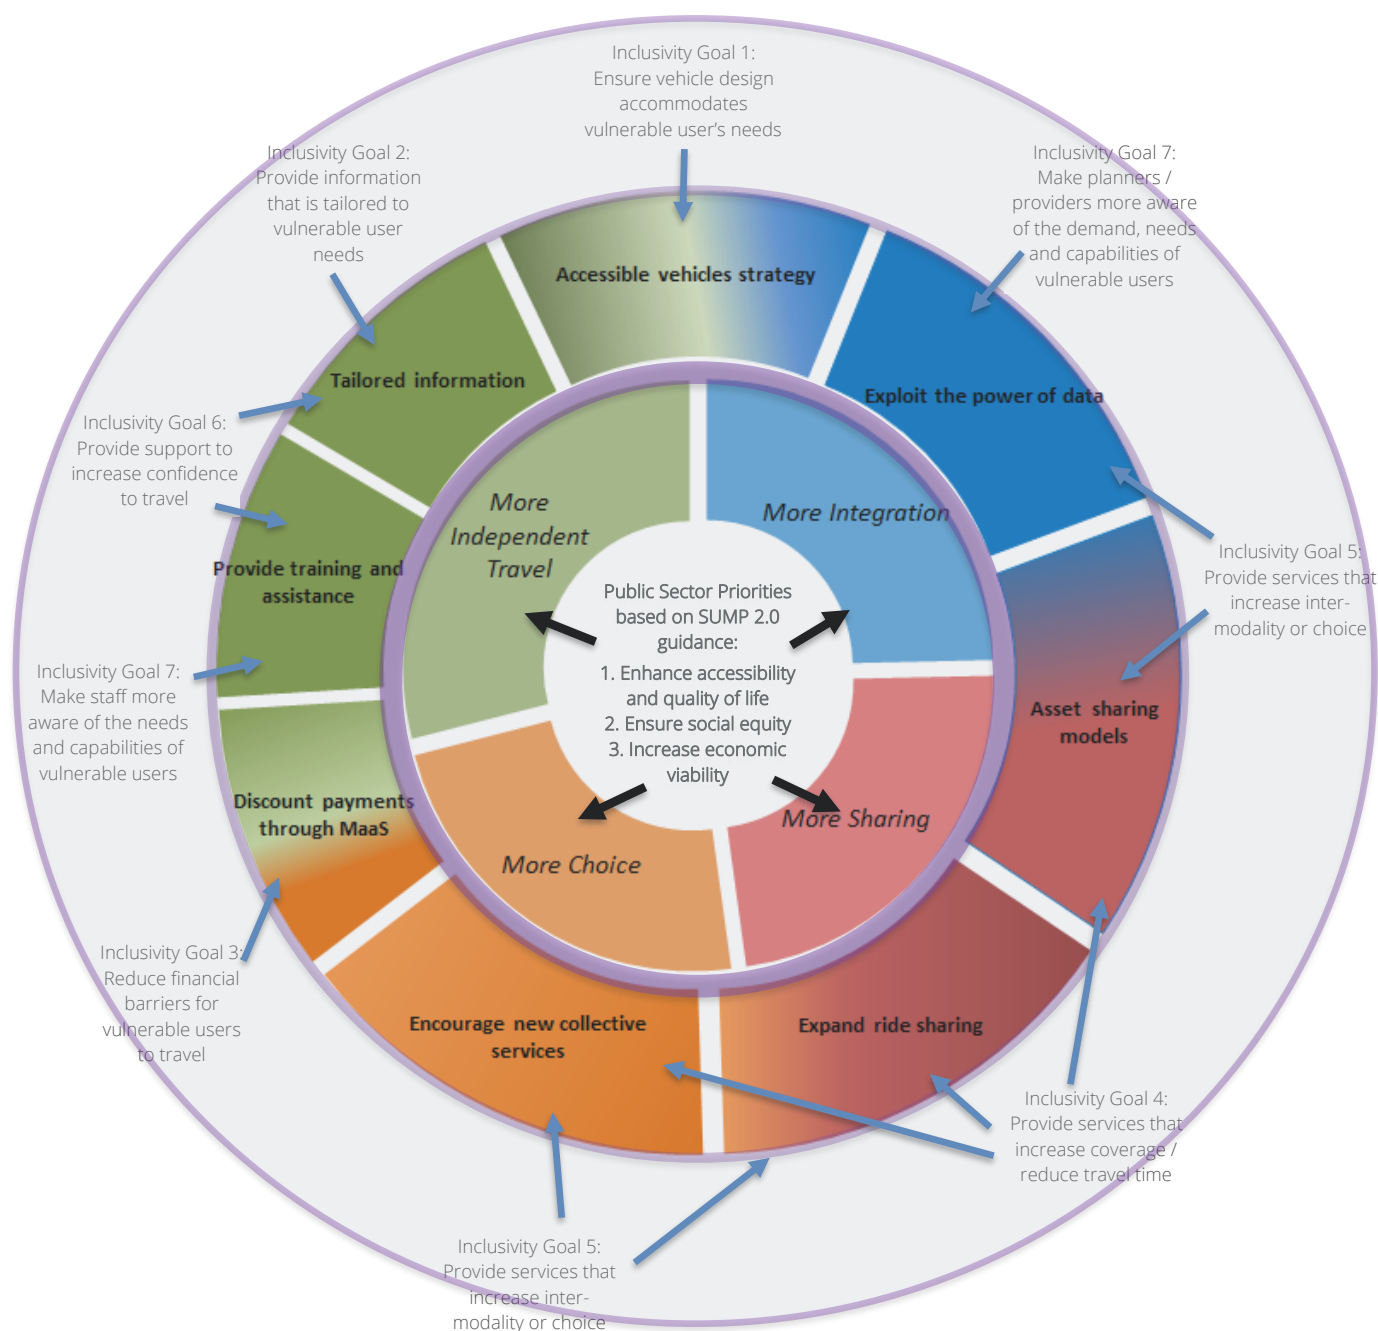 Inclusivity Goal 1:
Ensure vehicle design
accommodates
vulnerable user's needs
Inclusivity Goal 2:
Provide information
that is tailored to
vulnerable user
needs
Inclusivity Goal 7:
Make planners /
providers more aware
of the demand, needs
and capabilities of
vulnerable users
Accessible vehicles strategy
Tailored information
Exploit the power of data
Inclusivity Goal 6:
Provide support to
increase confidence
to travel
More
Independent
Travel
More Integration
Inclusivity Goal 5:
Provide services that
increase inter-
modality or choice
Provide training and
assistance
Public Sector Priorities
based on SUMP 2.0
guidance:
1. Enhance accessibility
and quality of life
2. Ensure social equity
3. Increase economic
viability
Inclusivity Goal 7:
Make staff more
aware of the needs
and capabilities of
vulnerable users
Asset sharing
models
Discount payments
through MaaS
More Sharing
More Choice
Inclusivity Goal 3:
Reduce financial
barriers for
vulnerable users
to travel
Encourage new collective
services
Expand ride sharing
Inclusivity Goal 4:
Provide services that
increase coverage /
reduce travel time
Inclusivity Goal 5:
Provide services that
increase inter-
modality or choice